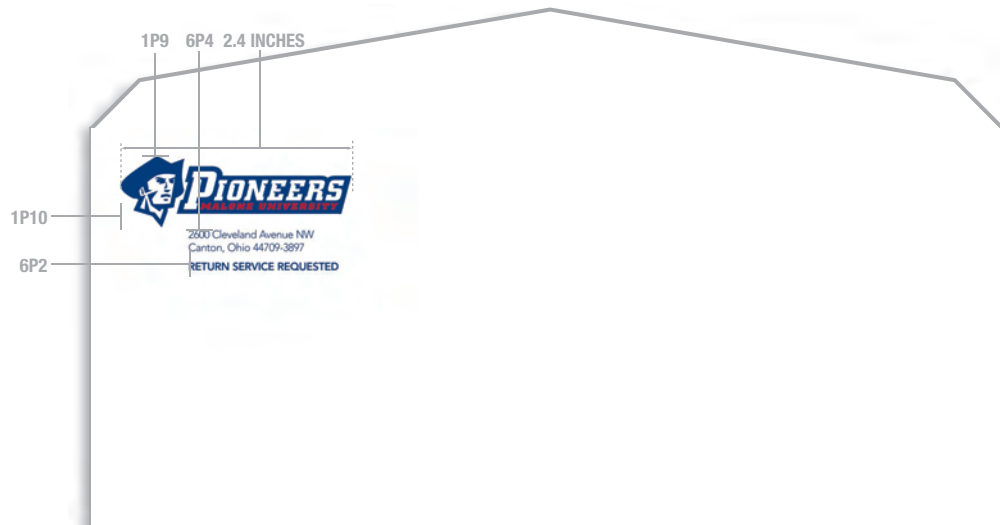 1P9 6P4 2.4 INCHES
PIONEERS
MALONE UNIVERSITY
1P10
2600 Cleveland Avenue NW
Canton, Ohio 44709-3897
6P2
RETURN SERVICE REQUESTED